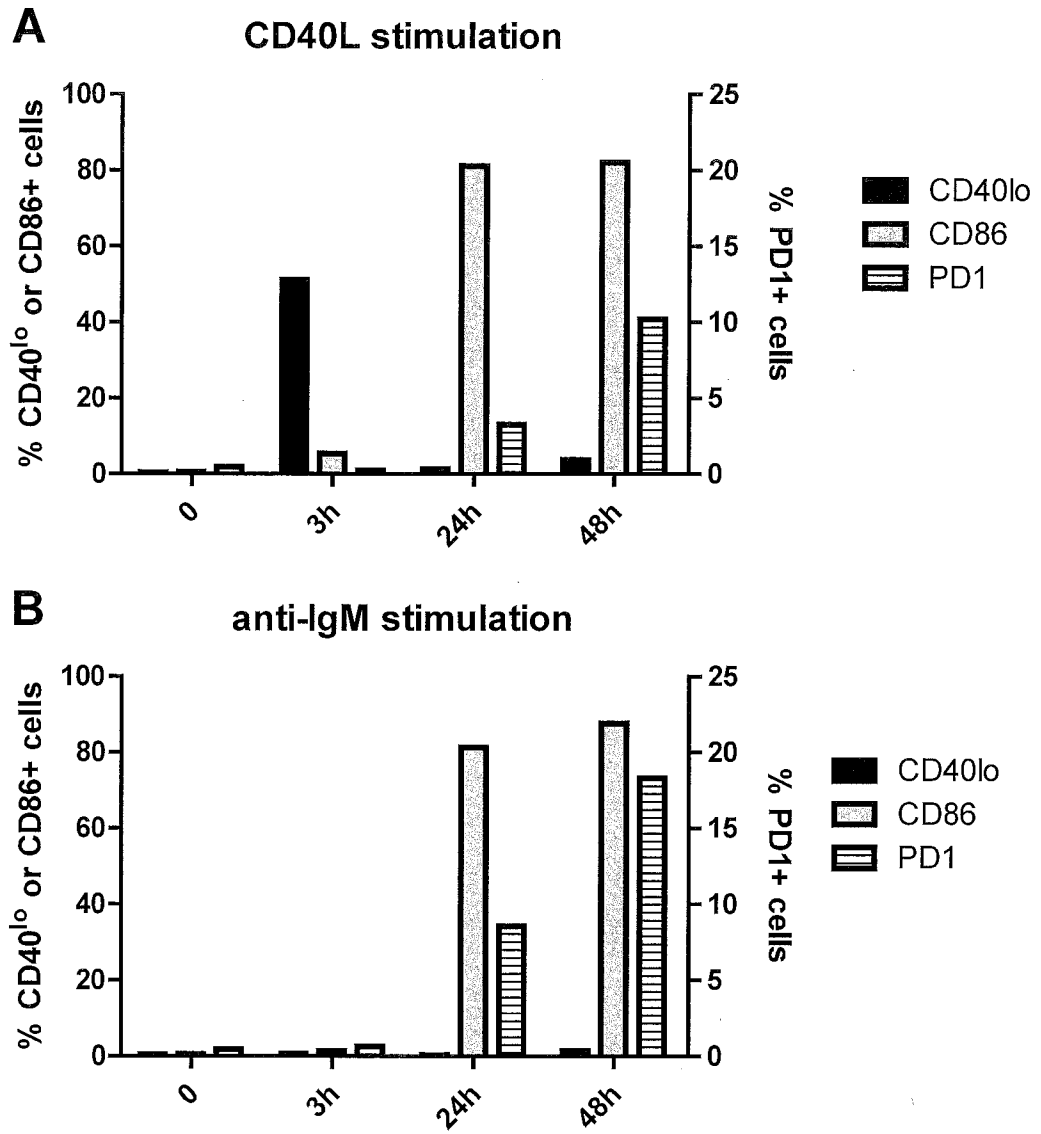 A
CD40L stimulation
% CD40lo or CD86+ cells
100
80
60
40
20
0
25
20
15
10
5
0
% PD1+ cells
0
3h
24h
48h
CD40lo
CD86
PD1
B
anti-IgM stimulation
% CD40lo or CD86+ cells
100
80
60
40
20
0
25
20
15
10
5
0
% PD1+ cells
0
3h
24h
48h
CD40lo
CD86
PD1